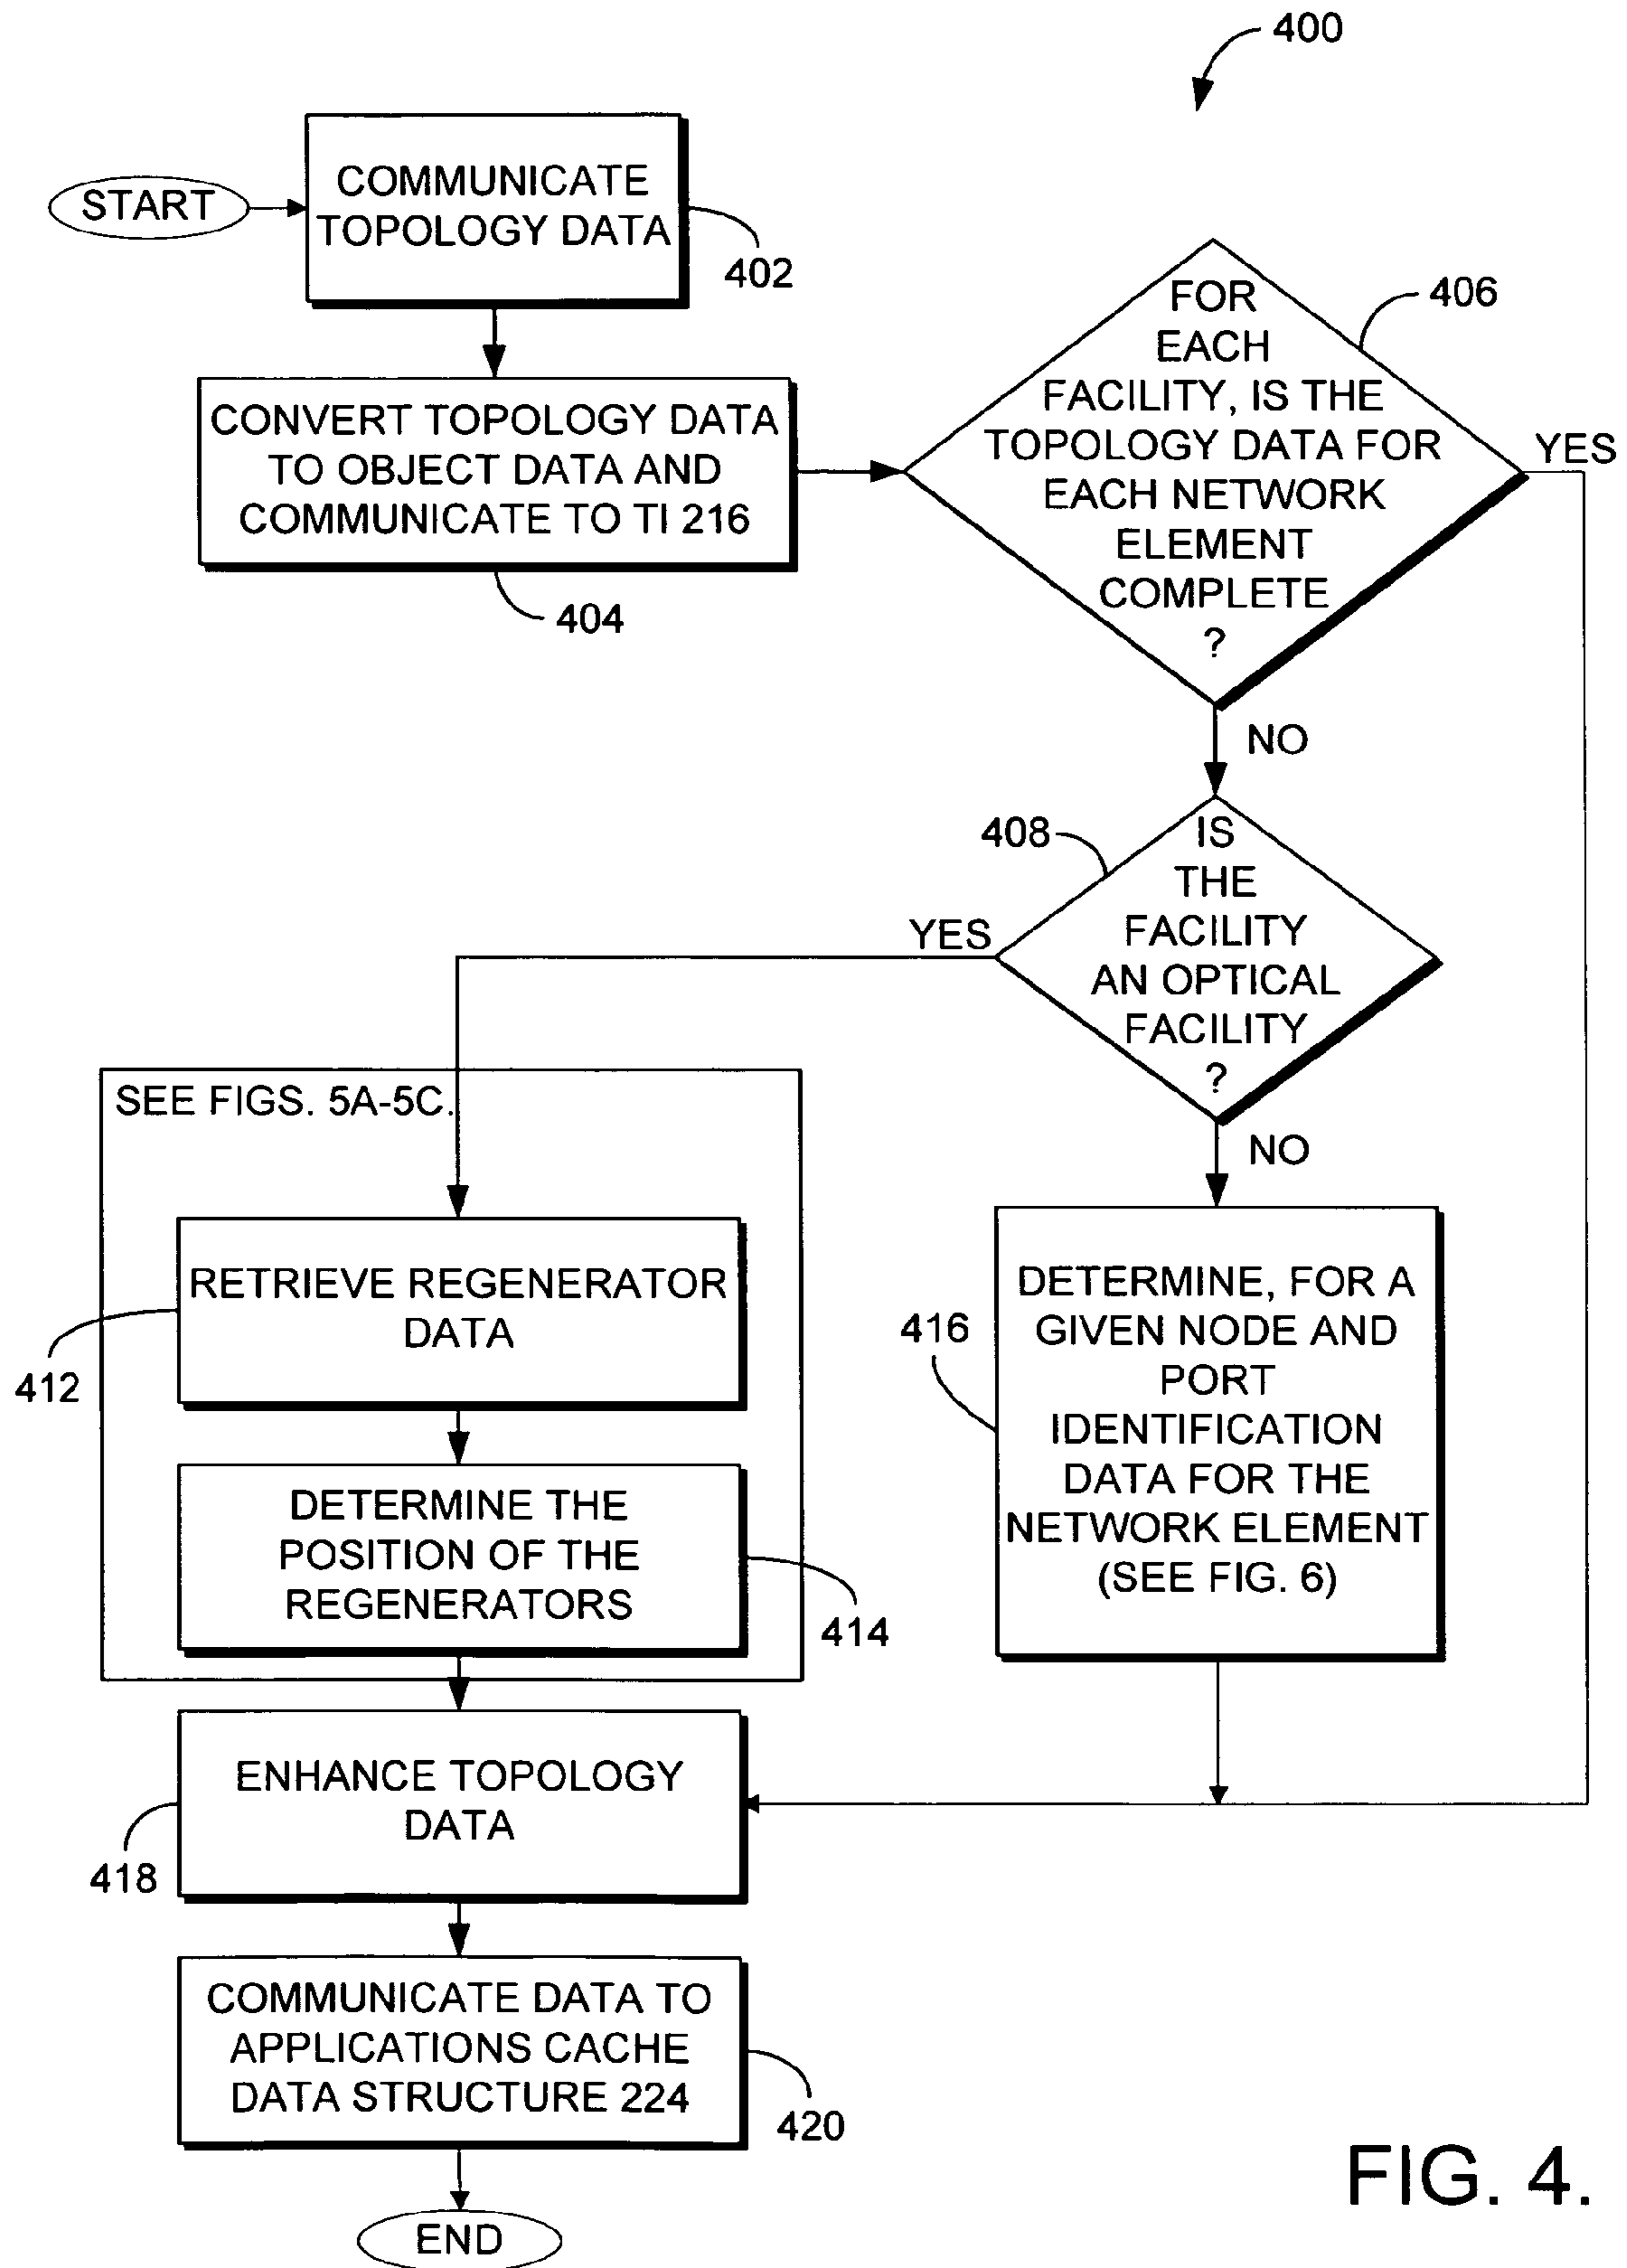 400
START
COMMUNICATE
TOPOLOGY DATA
402
CONVERT TOPOLOGY DATA
TO OBJECT DATA AND
COMMUNICATE TO TI 216
404
FOR
EACH
FACILITY, IS THE
TOPOLOGY DATA FOR
EACH NETWORK
ELEMENT
COMPLETE
?
406
YES
NO
408
IS
THE
FACILITY
AN OPTICAL
FACILITY
?
YES
NO
SEE FIGS. 5A-5C.
RETRIEVE REGENERATOR
DATA
412
DETERMINE THE
POSITION OF THE
REGENERATORS
414
416
DETERMINE, FOR A
GIVEN NODE AND
PORT
IDENTIFICATION
DATA FOR THE
NETWORK ELEMENT
(SEE FIG. 6)
ENHANCE TOPOLOGY
DATA
418
COMMUNICATE DATA TO
APPLICATIONS CACHE
DATA STRUCTURE 224
420
END
FIG. 4.